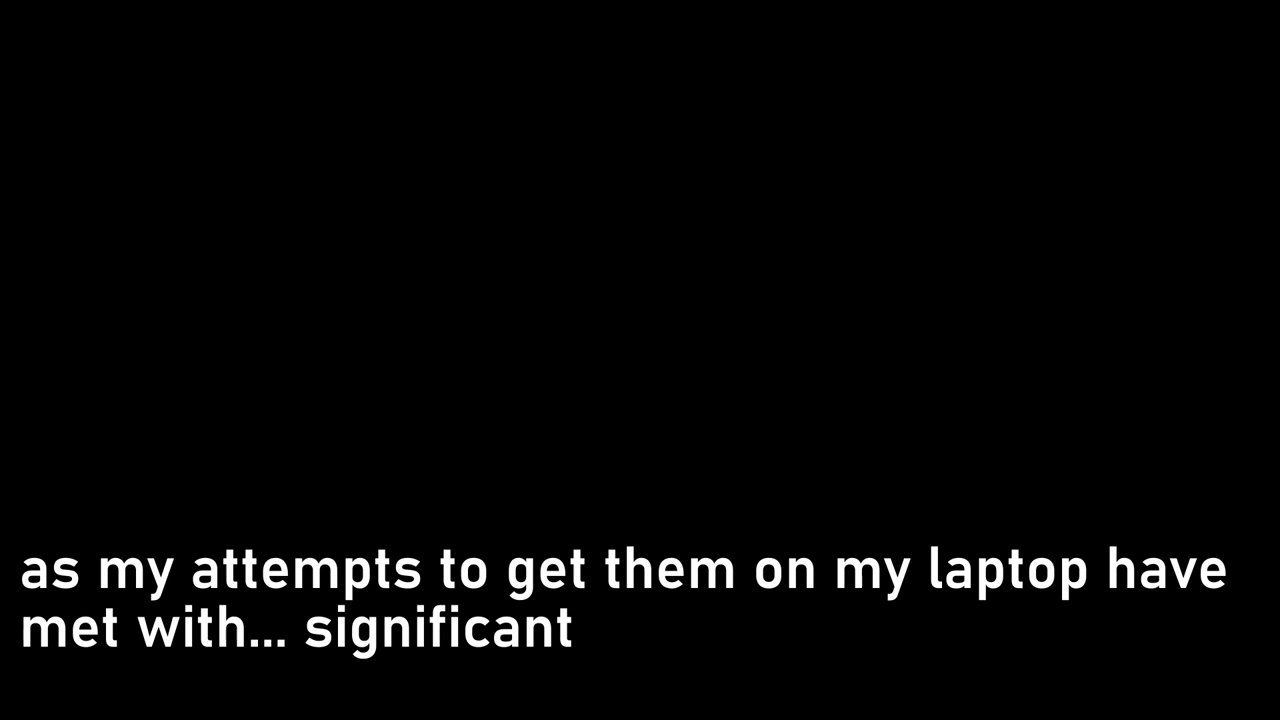 as my attempts to get them on my laptop have
met with... significant